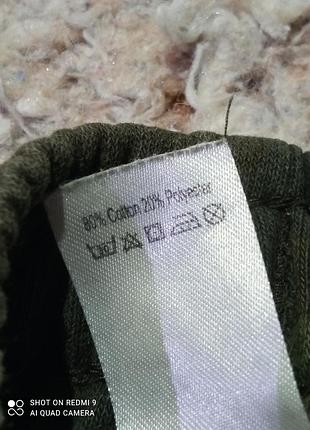 80% Cotton 20% Polyester
SHOT ON REDMI 9
AI QUAD CAMERA